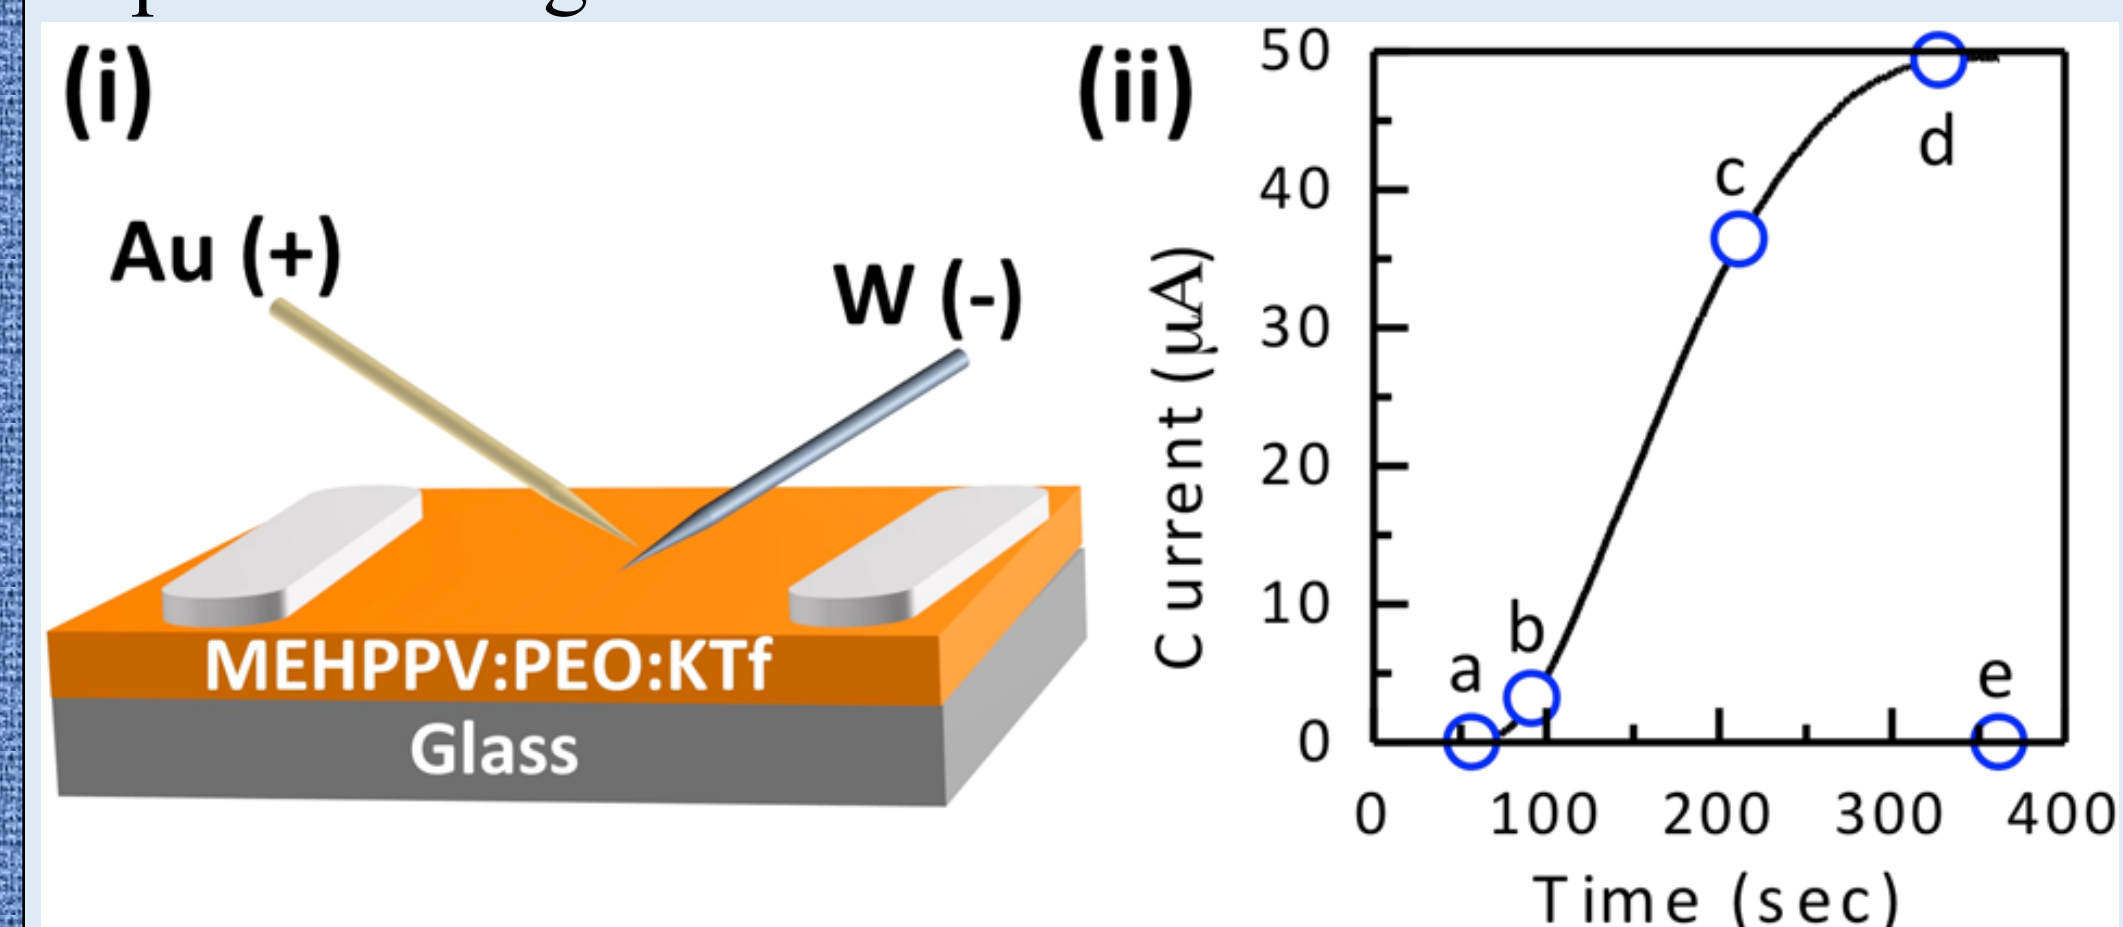 (i)
Au (+)
W (-)
MEHPPV:PEO:KTf
Glass
(ii)
Current (μA)
50
40
30
20
10
0
a
b
c
d
e
0 100 200 300 400
Time (sec)